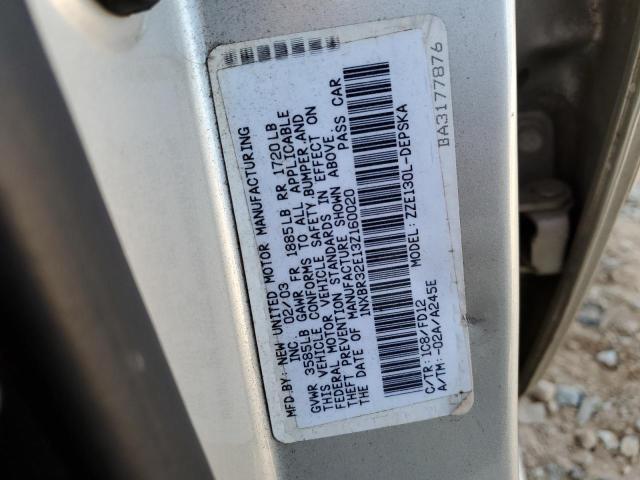 MFD.BY: NEW UNITED MOTOR MANUFACTURING
INC. 02/03
GVWR 3585LB GAWR FR 1885LB RR 1720LB
THIS VEHICLE CONFORMS TO ALL APPLICABLE
FEDERAL MOTOR VEHICLE SAFETY,BUMPER,AND
THEFT PREVENTION STANDARDS IN EFFECT ON
THE DATE OF MANUFACTURE SHOWN ABOVE.
1NXBR32E13Z160020 PASS CAR
MODEL: ZZE130L-DEPSKA
C/TR:1C8/FD12
A/TM:-02A/A245E
BA3177876